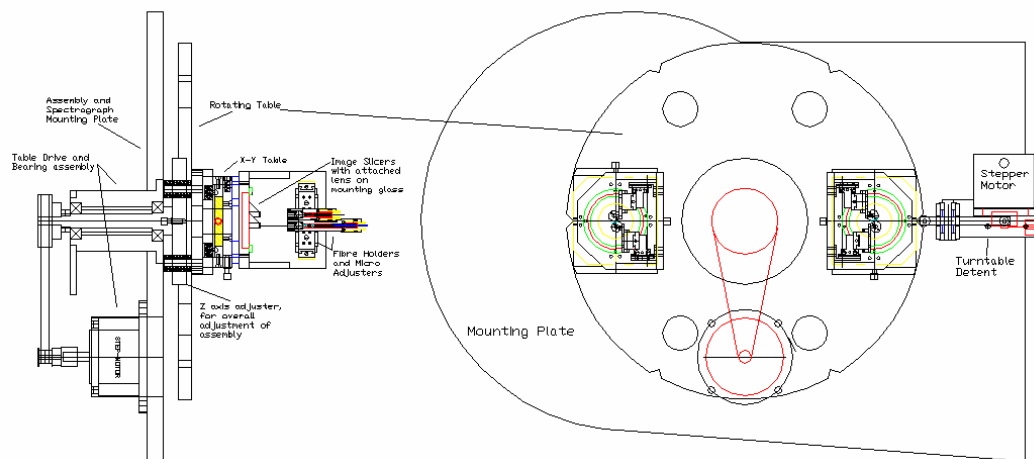 Assembly and
Spectrograph
Mounting Plate
Rotating Table
Table Drive and
Bearing assembly
X-Y Table
Image Slicers
with attached
lens on
mounting glass
Fibre Holders
and Micro
Adjusters
Z axis adjuster,
for overall
adjustment of
assembly
STEP-MOTOR
Mounting Plate
Stepper
Motor
Turntable
Detent